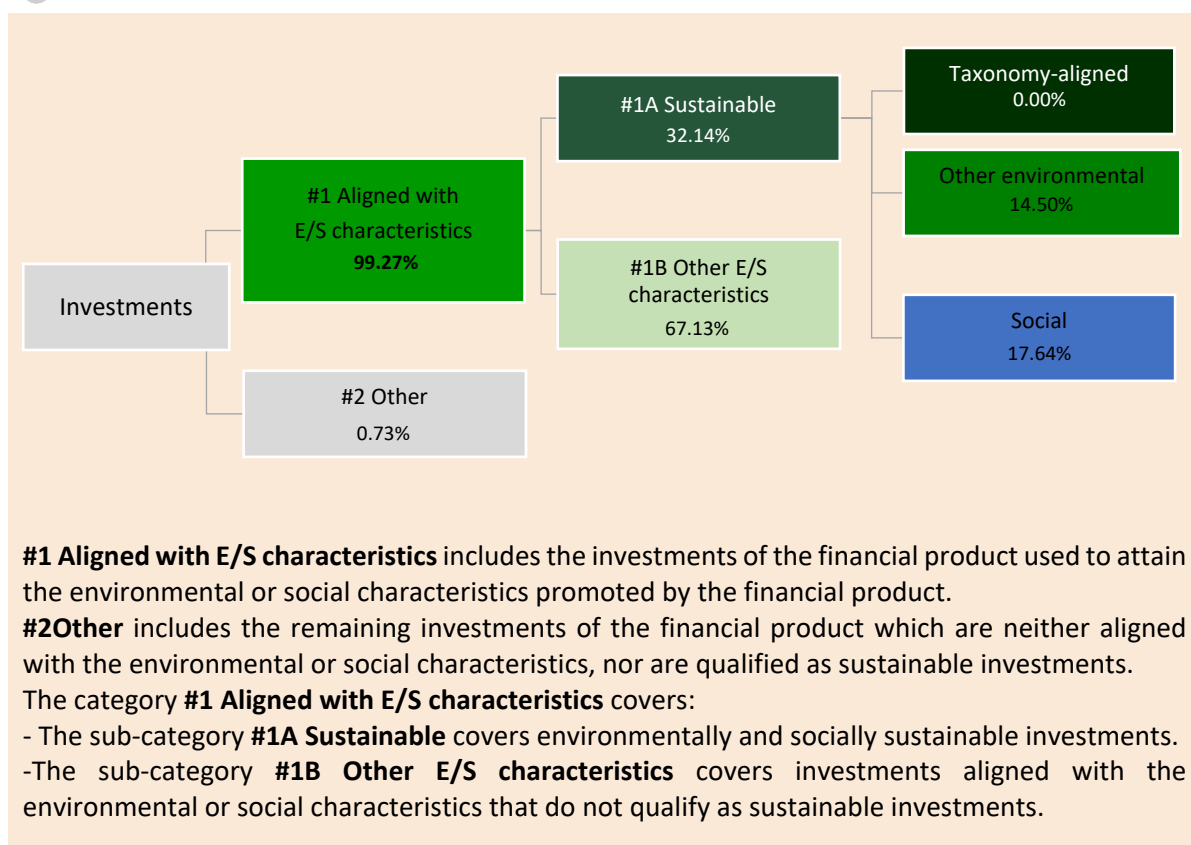 Investments
#1 Aligned with
E/S characteristics
99.27%
#2 Other
0.73%
#1A Sustainable
32.14%
#1B Other E/S
characteristics
67.13%
Taxonomy-aligned
0.00%
Other environmental
14.50%
Social
17.64%
#1 Aligned with E/S characteristics includes the investments of the financial product used to attain
the environmental or social characteristics promoted by the financial product.
#2Other includes the remaining investments of the financial product which are neither aligned
with the environmental or social characteristics, nor are qualified as sustainable investments.
The category #1 Aligned with E/S characteristics covers:
- The sub-category #1A Sustainable covers environmentally and socially sustainable investments.
-The sub-category #1B Other E/S characteristics covers investments aligned with the
environmental or social characteristics that do not qualify as sustainable investments.